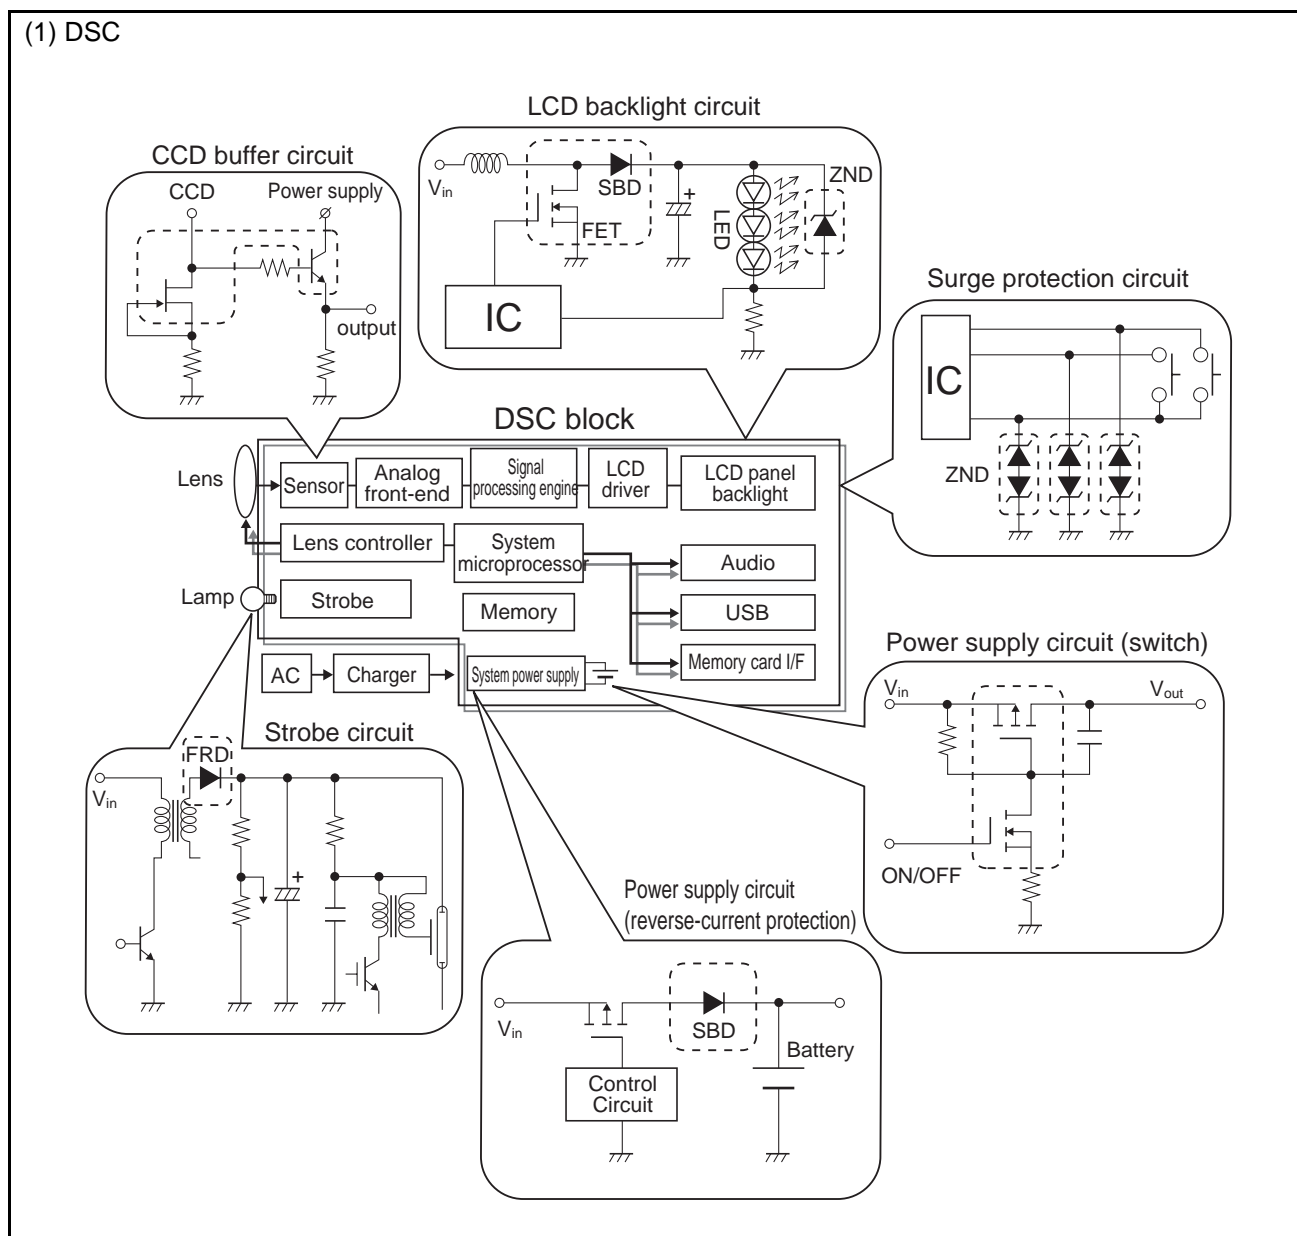 (1) DSC
LCD backlight circuit
Vin
SBD
FET
IC
LED
ZND
CCD buffer circuit
CCD
Power supply
output
Surge protection circuit
IC
ZND
DSC block
Lens
Sensor
Analog
front-end
Signal
processing engine
LCD
driver
LCD panel
backlight
Lens controller
System
microprocessor
Audio
Lamp
Strobe
Memory
USB
Memory card I/F
AC
Charger
System power supply
Power supply circuit (switch)
Vin
Vout
ON/OFF
Strobe circuit
FRD
Vin
Power supply circuit
(reverse-current protection)
Vin
SBD
Battery
Control
Circuit